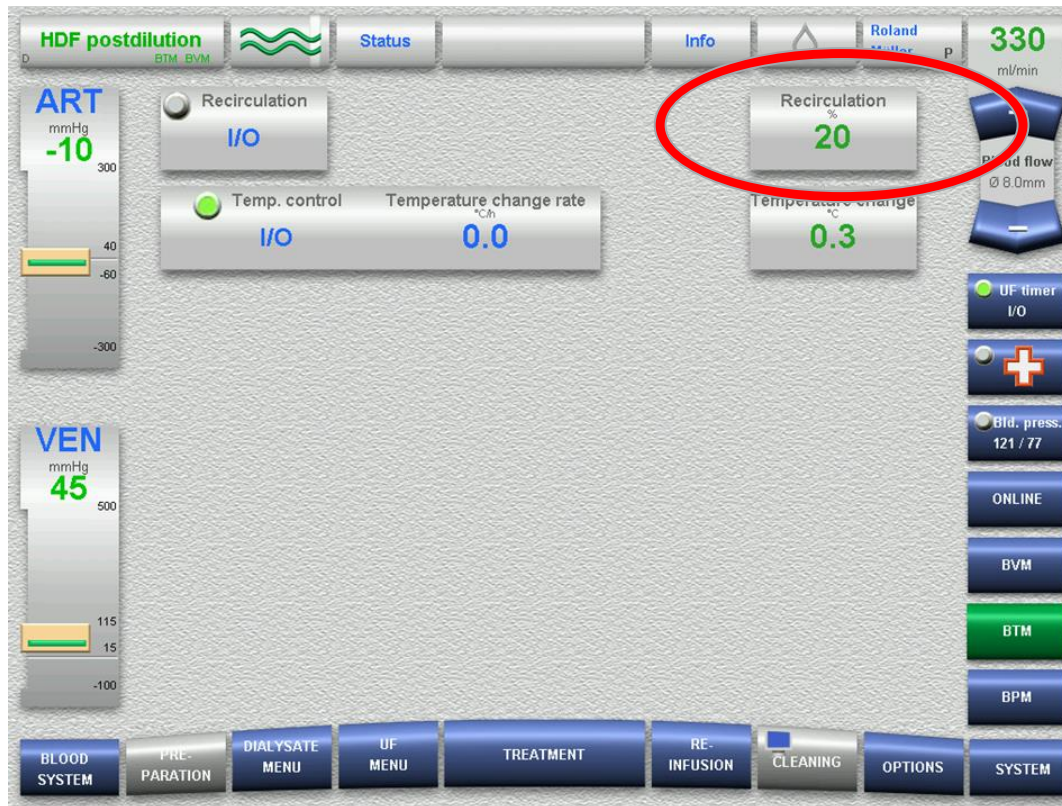 HDF postdilution
D
BTM BVM
Status
Info
Roland
P
330
ml/min
ART
mmHg
-10
300
40
-60
-300
Recirculation
I/O
Recirculation
%
20
Blood flow
Ø 8.0mm
Temp. control
I/O
Temperature change rate
°C/h
0.0
Temperature change
°C
0.3
UF timer
I/O
Bld. press.
121 / 77
ONLINE
BVM
BTM
BPM
VEN
mmHg
45
500
115
15
-100
BLOOD
SYSTEM
PRE-
PARATION
DIALYSATE
MENU
UF
MENU
TREATMENT
RE-
INFUSION
CLEANING
OPTIONS
SYSTEM